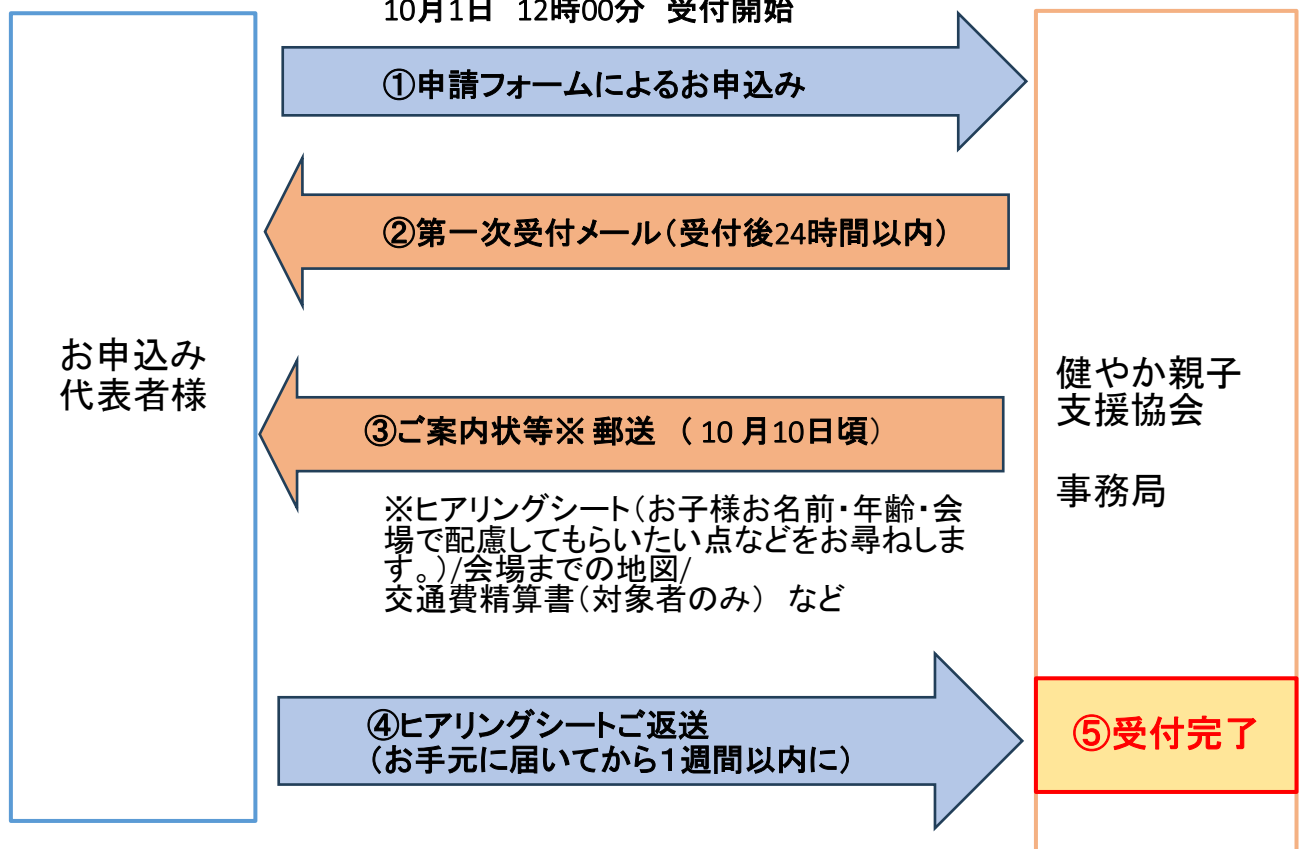 10月1日 12時00分 受付開始
①申請フォームによるお申込み
②第一次受付メール（受付後24時間以内）
お申込み
代表者様
健やか親子
支援協会
事務局
③ご案内状等※ 郵送 （ 10 月10日頃）
※ヒアリングシート（お子様お名前・年齢・会
場で配慮してもらいたい点などをお尋ねしま
す。）/会場までの地図/
交通費精算書（対象者のみ） など
④ヒアリングシートご返送
（お手元に届いてから１週間以内に）
⑤受付完了